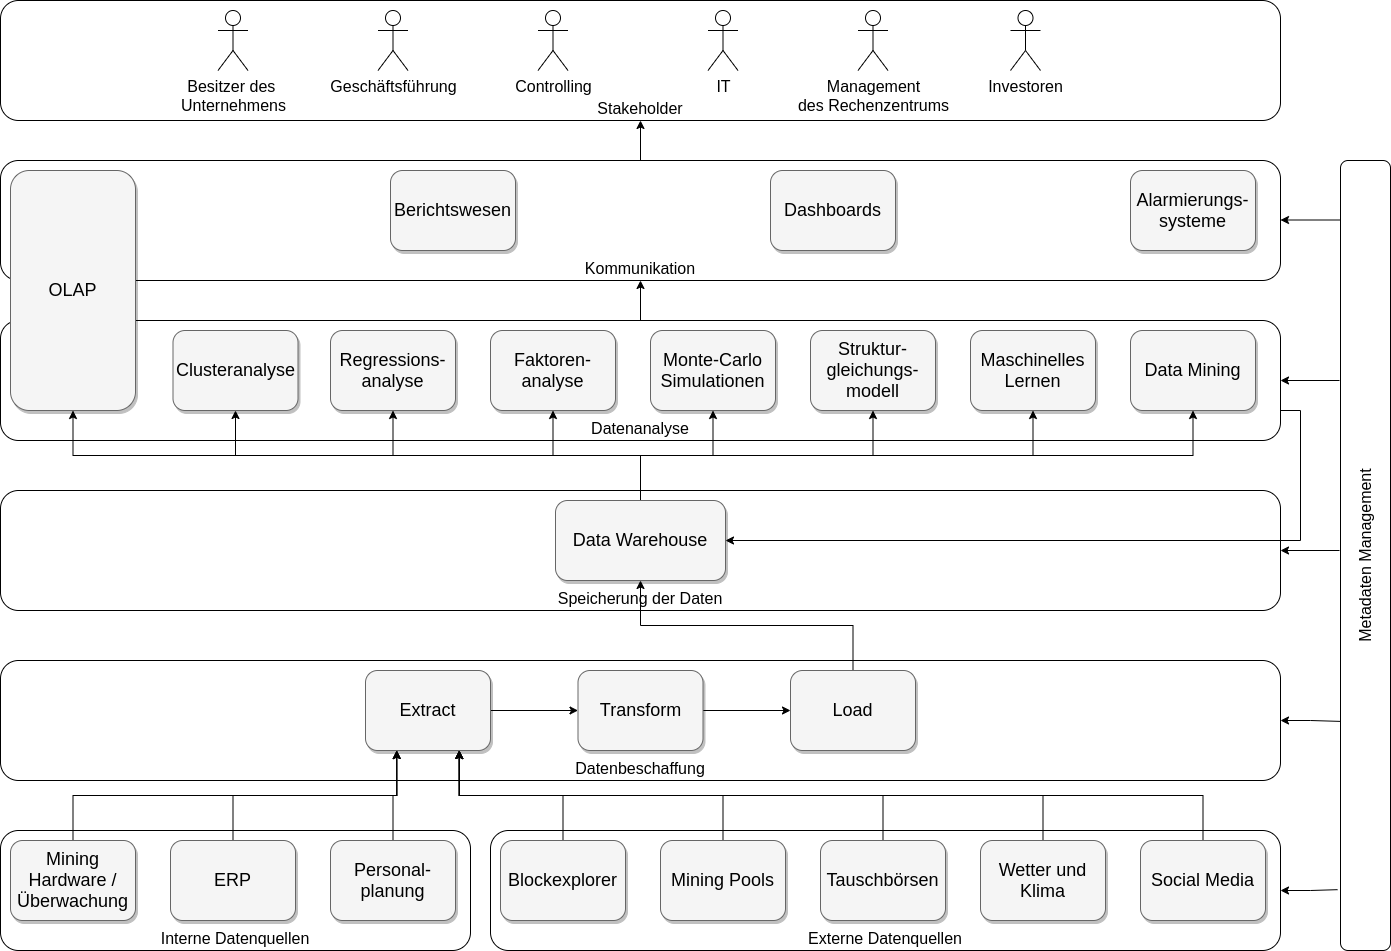 Besitzer des
Unternehmens
Geschäftsführung
Controlling
IT
Management
des Rechenzentrums
Investoren
Stakeholder
OLAP
Berichtswesen
Dashboards
Alarmierungs-
systeme
Kommunikation
Clusteranalyse
Regressions-
analyse
Faktoren-
analyse
Monte-Carlo
Simulationen
Struktur-
gleichungs-
modell
Maschinelles
Lernen
Data Mining
Datenanalyse
Data Warehouse
Speicherung der Daten
Extract
Transform
Load
Datenbeschaffung
Mining
Hardware /
Überwachung
ERP
Personal-
planung
Interne Datenquellen
Blockexplorer
Mining Pools
Tauschbörsen
Wetter und
Klima
Social Media
Externe Datenquellen
Metadaten Management